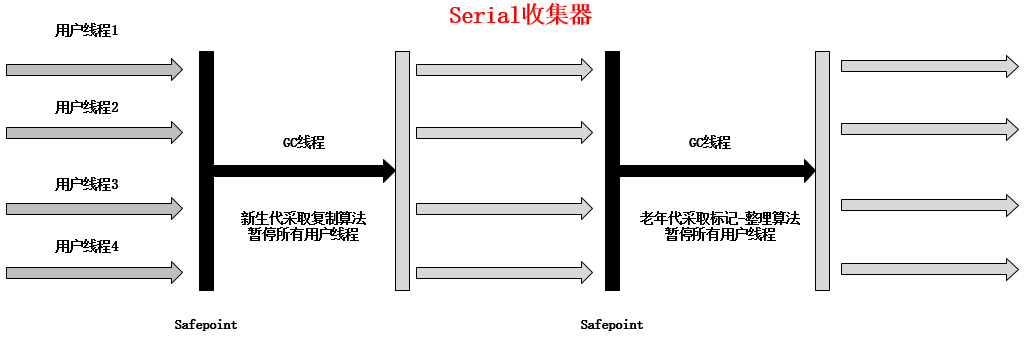 Serial收集器
用户线程1
用户线程2
用户线程3
用户线程4
GC线程
新生代采取复制算法
暂停所有用户线程
GC线程
老年代采取标记-整理算法
暂停所有用户线程
Safepoint
Safepoint